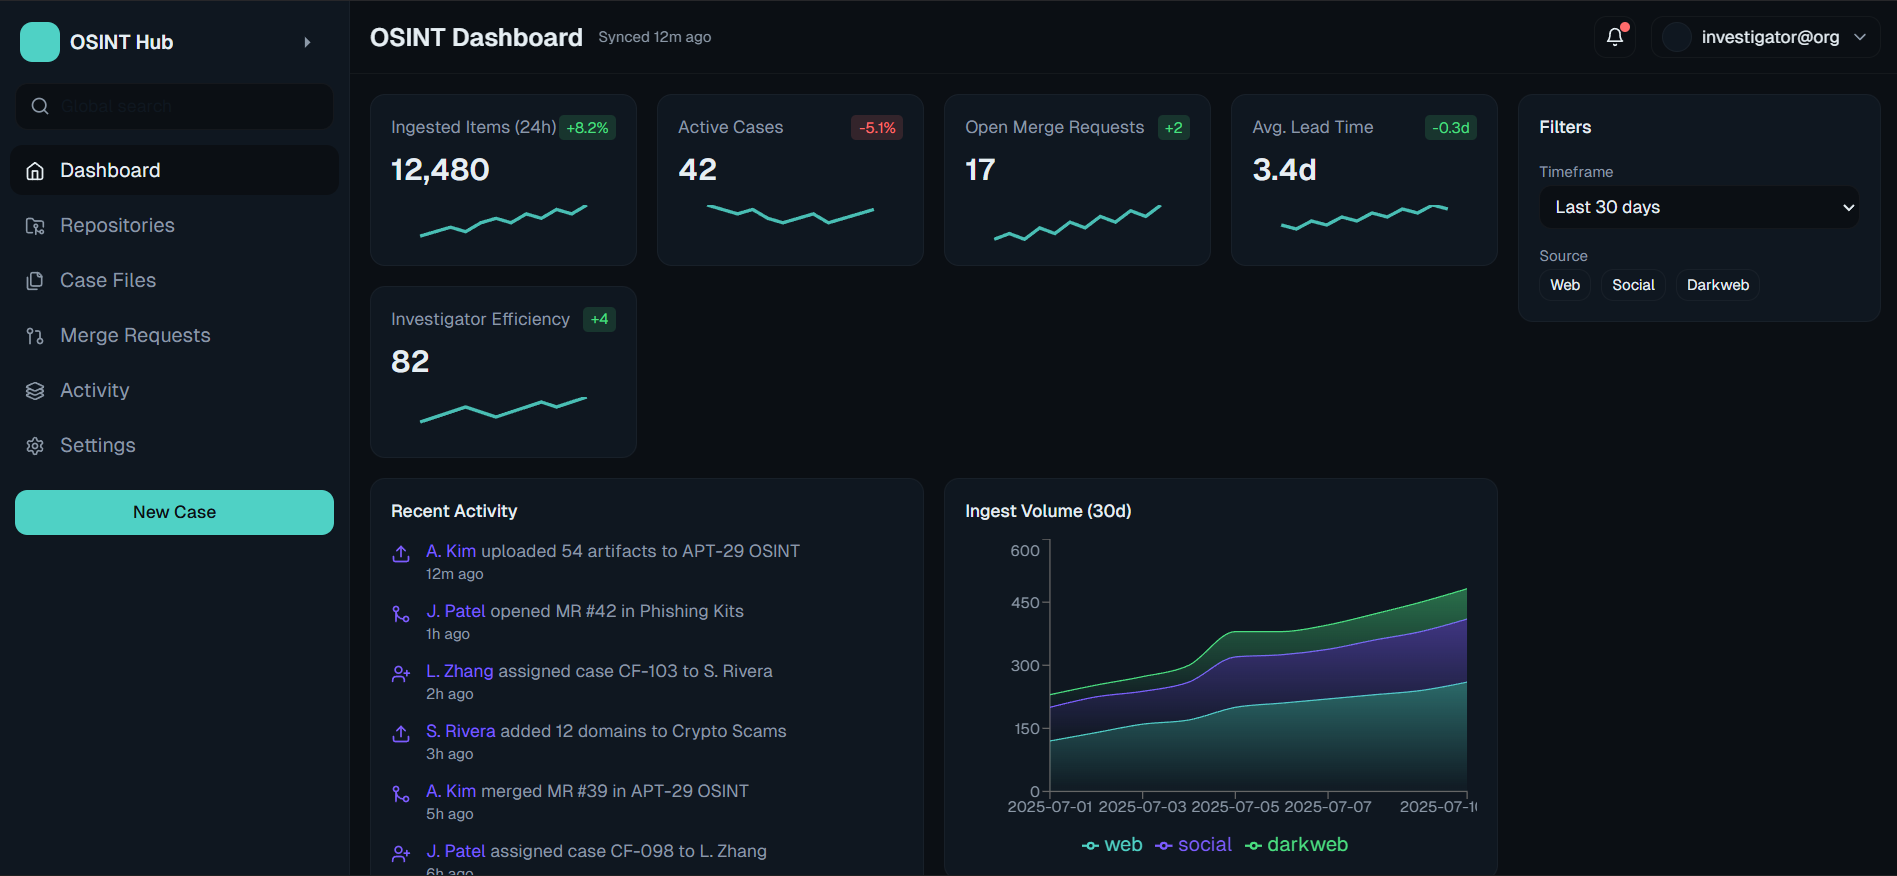 OSINT Hub
Global search
Dashboard
Repositories
Case Files
Merge Requests
Activity
Settings
New Case
OSINT Dashboard
Synced 12m ago
investigator@org
Ingested Items (24h)
+8.2%
12,480
Active Cases
-5.1%
42
Open Merge Requests
+2
17
Avg. Lead Time
-0.3d
3.4d
Investigator Efficiency
+4
82
Filters
Timeframe
Last 30 days
Source
Web
Social
Darkweb
Recent Activity
A. Kim uploaded 54 artifacts to APT-29 OSINT
12m ago
J. Patel opened MR #42 in Phishing Kits
1h ago
L. Zhang assigned case CF-103 to S. Rivera
2h ago
S. Rivera added 12 domains to Crypto Scams
3h ago
A. Kim merged MR #39 in APT-29 OSINT
5h ago
J. Patel assigned case CF-098 to L. Zhang
6h ago
Ingest Volume (30d)
600
450
300
150
0
2025-07-01 2025-07-03 2025-07-05 2025-07-07 2025-07-1
web social darkweb